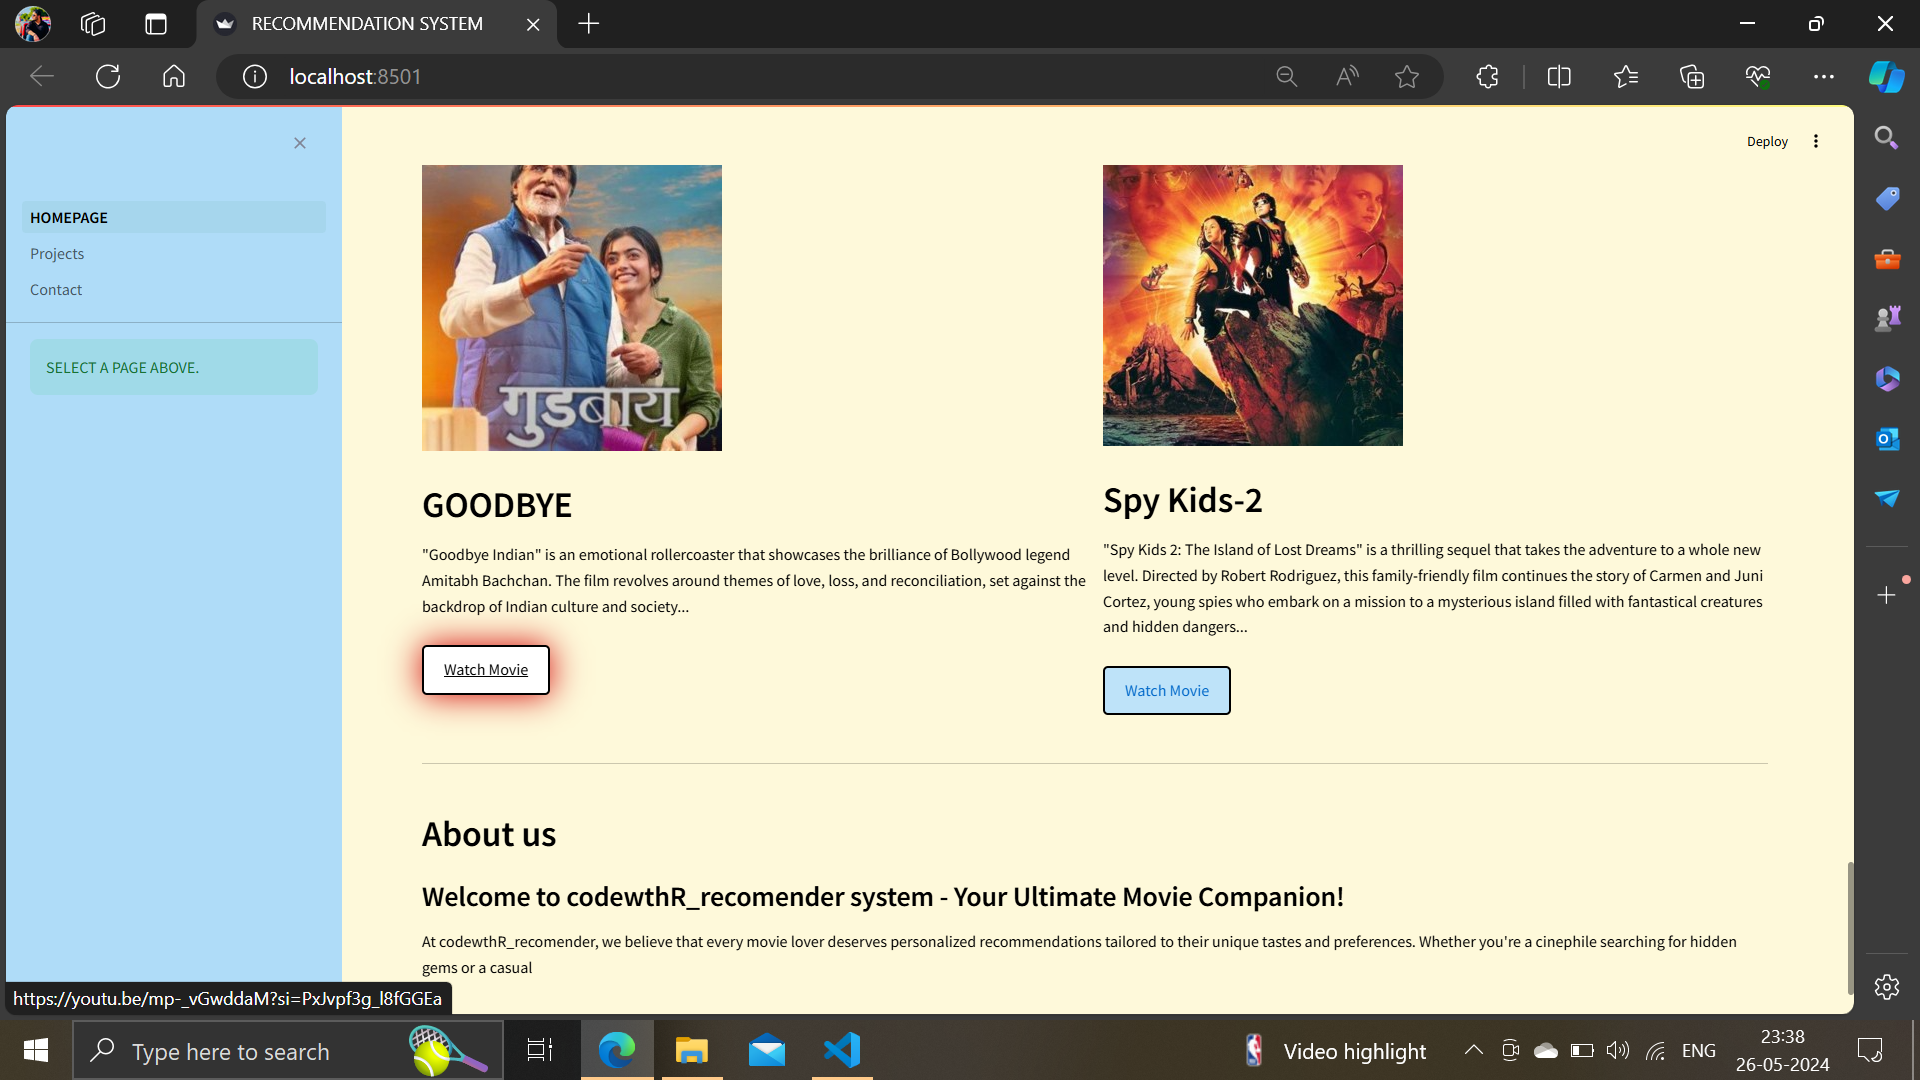 RECOMMENDATION SYSTEM
localhost:8501
Deploy
HOMEPAGE
Projects
Contact
SELECT A PAGE ABOVE.
गुडबाय
GOODBYE
"Goodbye Indian" is an emotional rollercoaster that showcases the brilliance of Bollywood legend
Amitabh Bachchan. The film revolves around themes of love, loss, and reconciliation, set against the
backdrop of Indian culture and society...
Watch Movie
Spy Kids-2
"Spy Kids 2: The Island of Lost Dreams" is a thrilling sequel that takes the adventure to a whole new
level. Directed by Robert Rodriguez, this family-friendly film continues the story of Carmen and Juni
Cortez, young spies who embark on a mission to a mysterious island filled with fantastical creatures
and hidden dangers...
Watch Movie
About us
Welcome to codewthR_recomender system - Your Ultimate Movie Companion!
At codewthR_recomender, we believe that every movie lover deserves personalized recommendations tailored to their unique tastes and preferences. Whether you're a cinephile searching for hidden
gems or a casual
https://youtu.be/mp-_vGwddaM?si=PxJvpf3g_l8fGGEa
Type here to search
Video highlight
ENG
23:38
26-05-2024